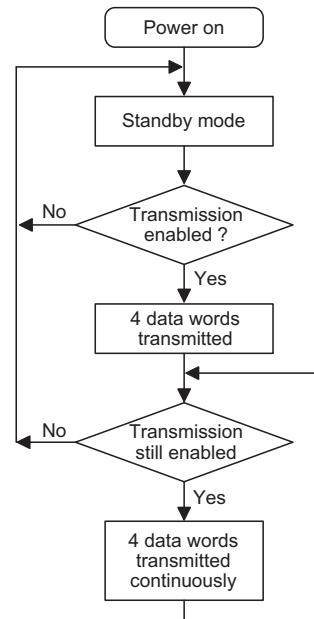 Power on
Standby mode
No
Transmission
enabled ?
Yes
4 data words
transmitted
No
Transmission
still enabled
Yes
4 data words
transmitted
continuously